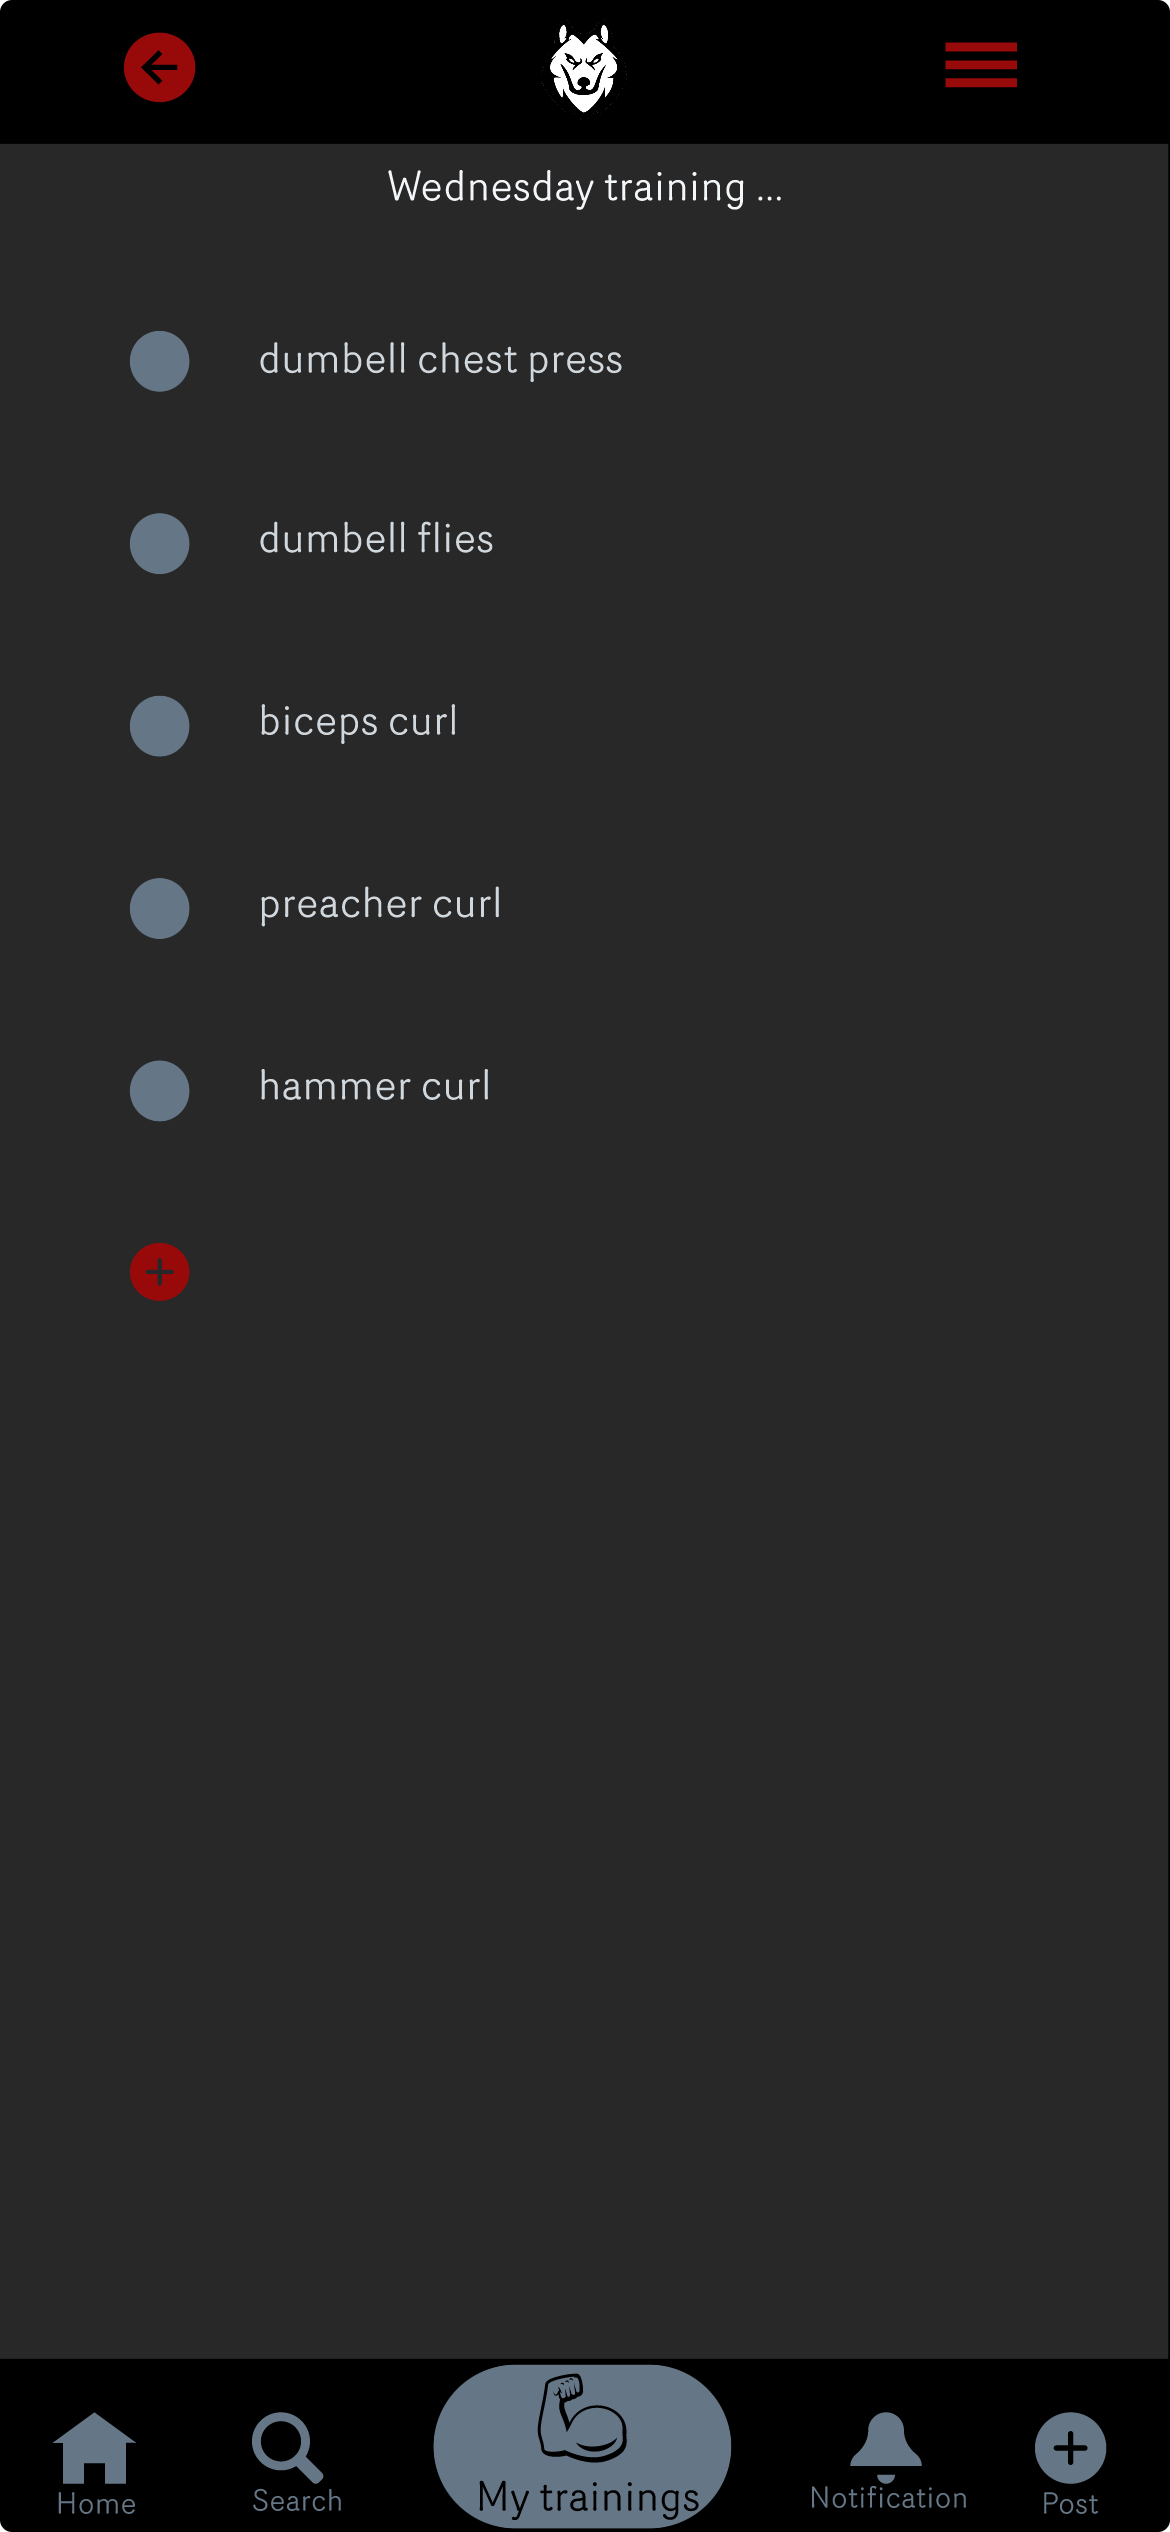 Wednesday training ...
dumbell chest press
dumbell flies
biceps curl
preacher curl
hammer curl
Home
Search
My trainings
Notification
Post